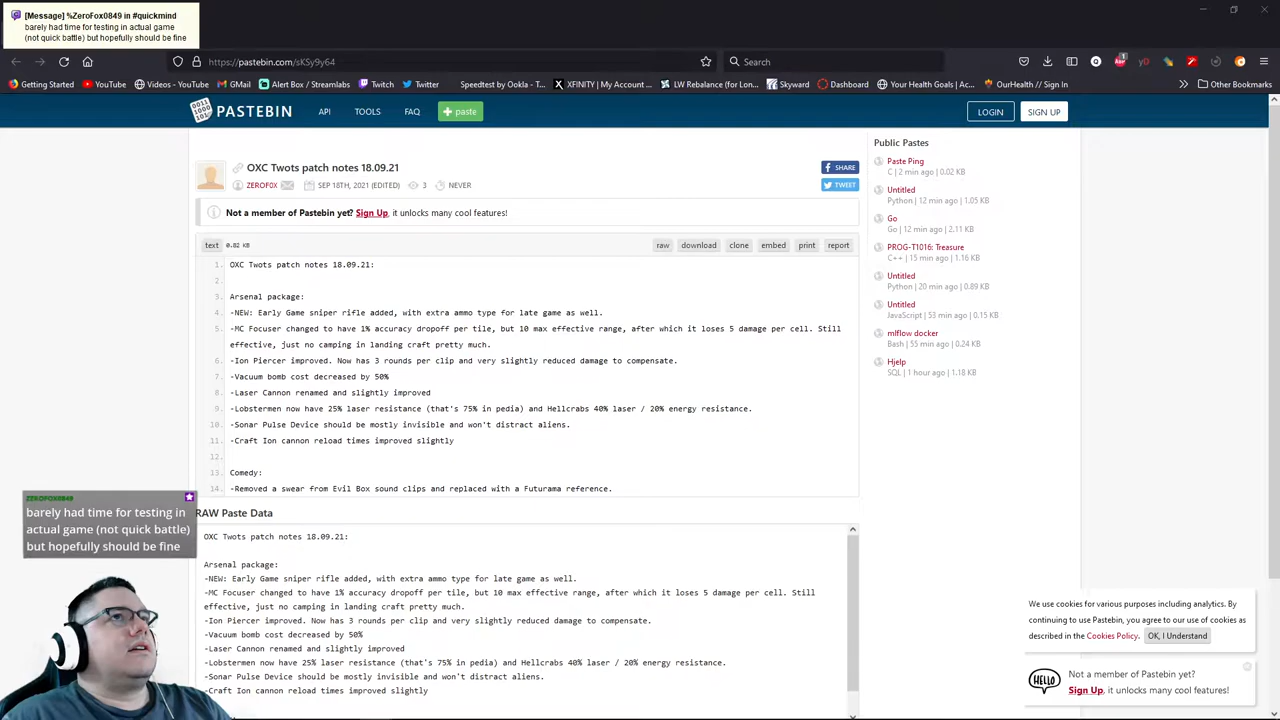 [Message] %ZeroFox0849 in #quickmind
barely had time for testing in actual game
(not quick battle) but hopefully should be fine
https://pastebin.com/sKSy9y64
Search
Getting Started
YouTube
Videos - YouTube
Gmail
Alert Box / Streamlabs
Twitch
Twitter
Speedtest by Ookla - T...
XFINITY | My Account ...
LW Rebalance (for Lon...
Skyward
Dashboard
Your Health Goals | Ac...
OurHealth // Sign In
Other Bookmarks
PASTEBIN
API
TOOLS
FAQ
+ paste
LOGIN
SIGN UP
OXC Twots patch notes 18.09.21
ZEROF0X
SEP 18TH, 2021 (EDITED)
3
NEVER
SHARE
TWEET
Not a member of Pastebin yet? Sign Up, it unlocks many cool features!
text 0.82 KB
raw
download
clone
embed
print
report
1. OXC Twots patch notes 18.09.21:
2.
3. Arsenal package:
4. -NEW: Early Game sniper rifle added, with extra ammo type for late game as well.
5. -MC Focuser changed to have 1% accuracy dropoff per tile, but 10 max effective range, after which it loses 5 damage per cell. Still
effective, just no camping in landing craft pretty much.
6. -Ion Piercer improved. Now has 3 rounds per clip and very slightly reduced damage to compensate.
7. -Vacuum bomb cost decreased by 50%
8. -Laser Cannon renamed and slightly improved
9. -Lobstermen now have 25% laser resistance (that's 75% in pedia) and Hellcrabs 40% laser / 20% energy resistance.
10. -Sonar Pulse Device should be mostly invisible and won't distract aliens.
11. -Craft Ion cannon reload times improved slightly
12.
13. Comedy:
14. -Removed a swear from Evil Box sound clips and replaced with a Futurama reference.
RAW Paste Data
OXC Twots patch notes 18.09.21:
Arsenal package:
-NEW: Early Game sniper rifle added, with extra ammo type for late game as well.
-MC Focuser changed to have 1% accuracy dropoff per tile, but 10 max effective range, after which it loses 5 damage per cell. Still
effective, just no camping in landing craft pretty much.
-Ion Piercer improved. Now has 3 rounds per clip and very slightly reduced damage to compensate.
-Vacuum bomb cost decreased by 50%
-Laser Cannon renamed and slightly improved
-Lobstermen now have 25% laser resistance (that's 75% in pedia) and Hellcrabs 40% laser / 20% energy resistance.
-Sonar Pulse Device should be mostly invisible and won't distract aliens.
-Craft Ion cannon reload times improved slightly
Public Pastes
Paste Ping
C | 2 min ago | 0.02 KB
Untitled
Python | 12 min ago | 1.05 KB
Go
Go | 12 min ago | 2.11 KB
PROG-T1016: Treasure
C++ | 15 min ago | 1.16 KB
Untitled
Python | 20 min ago | 0.89 KB
Untitled
JavaScript | 53 min ago | 0.15 KB
mlflow docker
Bash | 55 min ago | 0.24 KB
Hjelp
SQL | 1 hour ago | 1.18 KB
ZEROFOX0849
barely had time for testing in
actual game (not quick battle)
but hopefully should be fine
We use cookies for various purposes including analytics. By
continuing to use Pastebin, you agree to our use of cookies as
described in the Cookies Policy. OK, I Understand
HELLO
Not a member of Pastebin yet?
Sign Up, it unlocks many cool features!